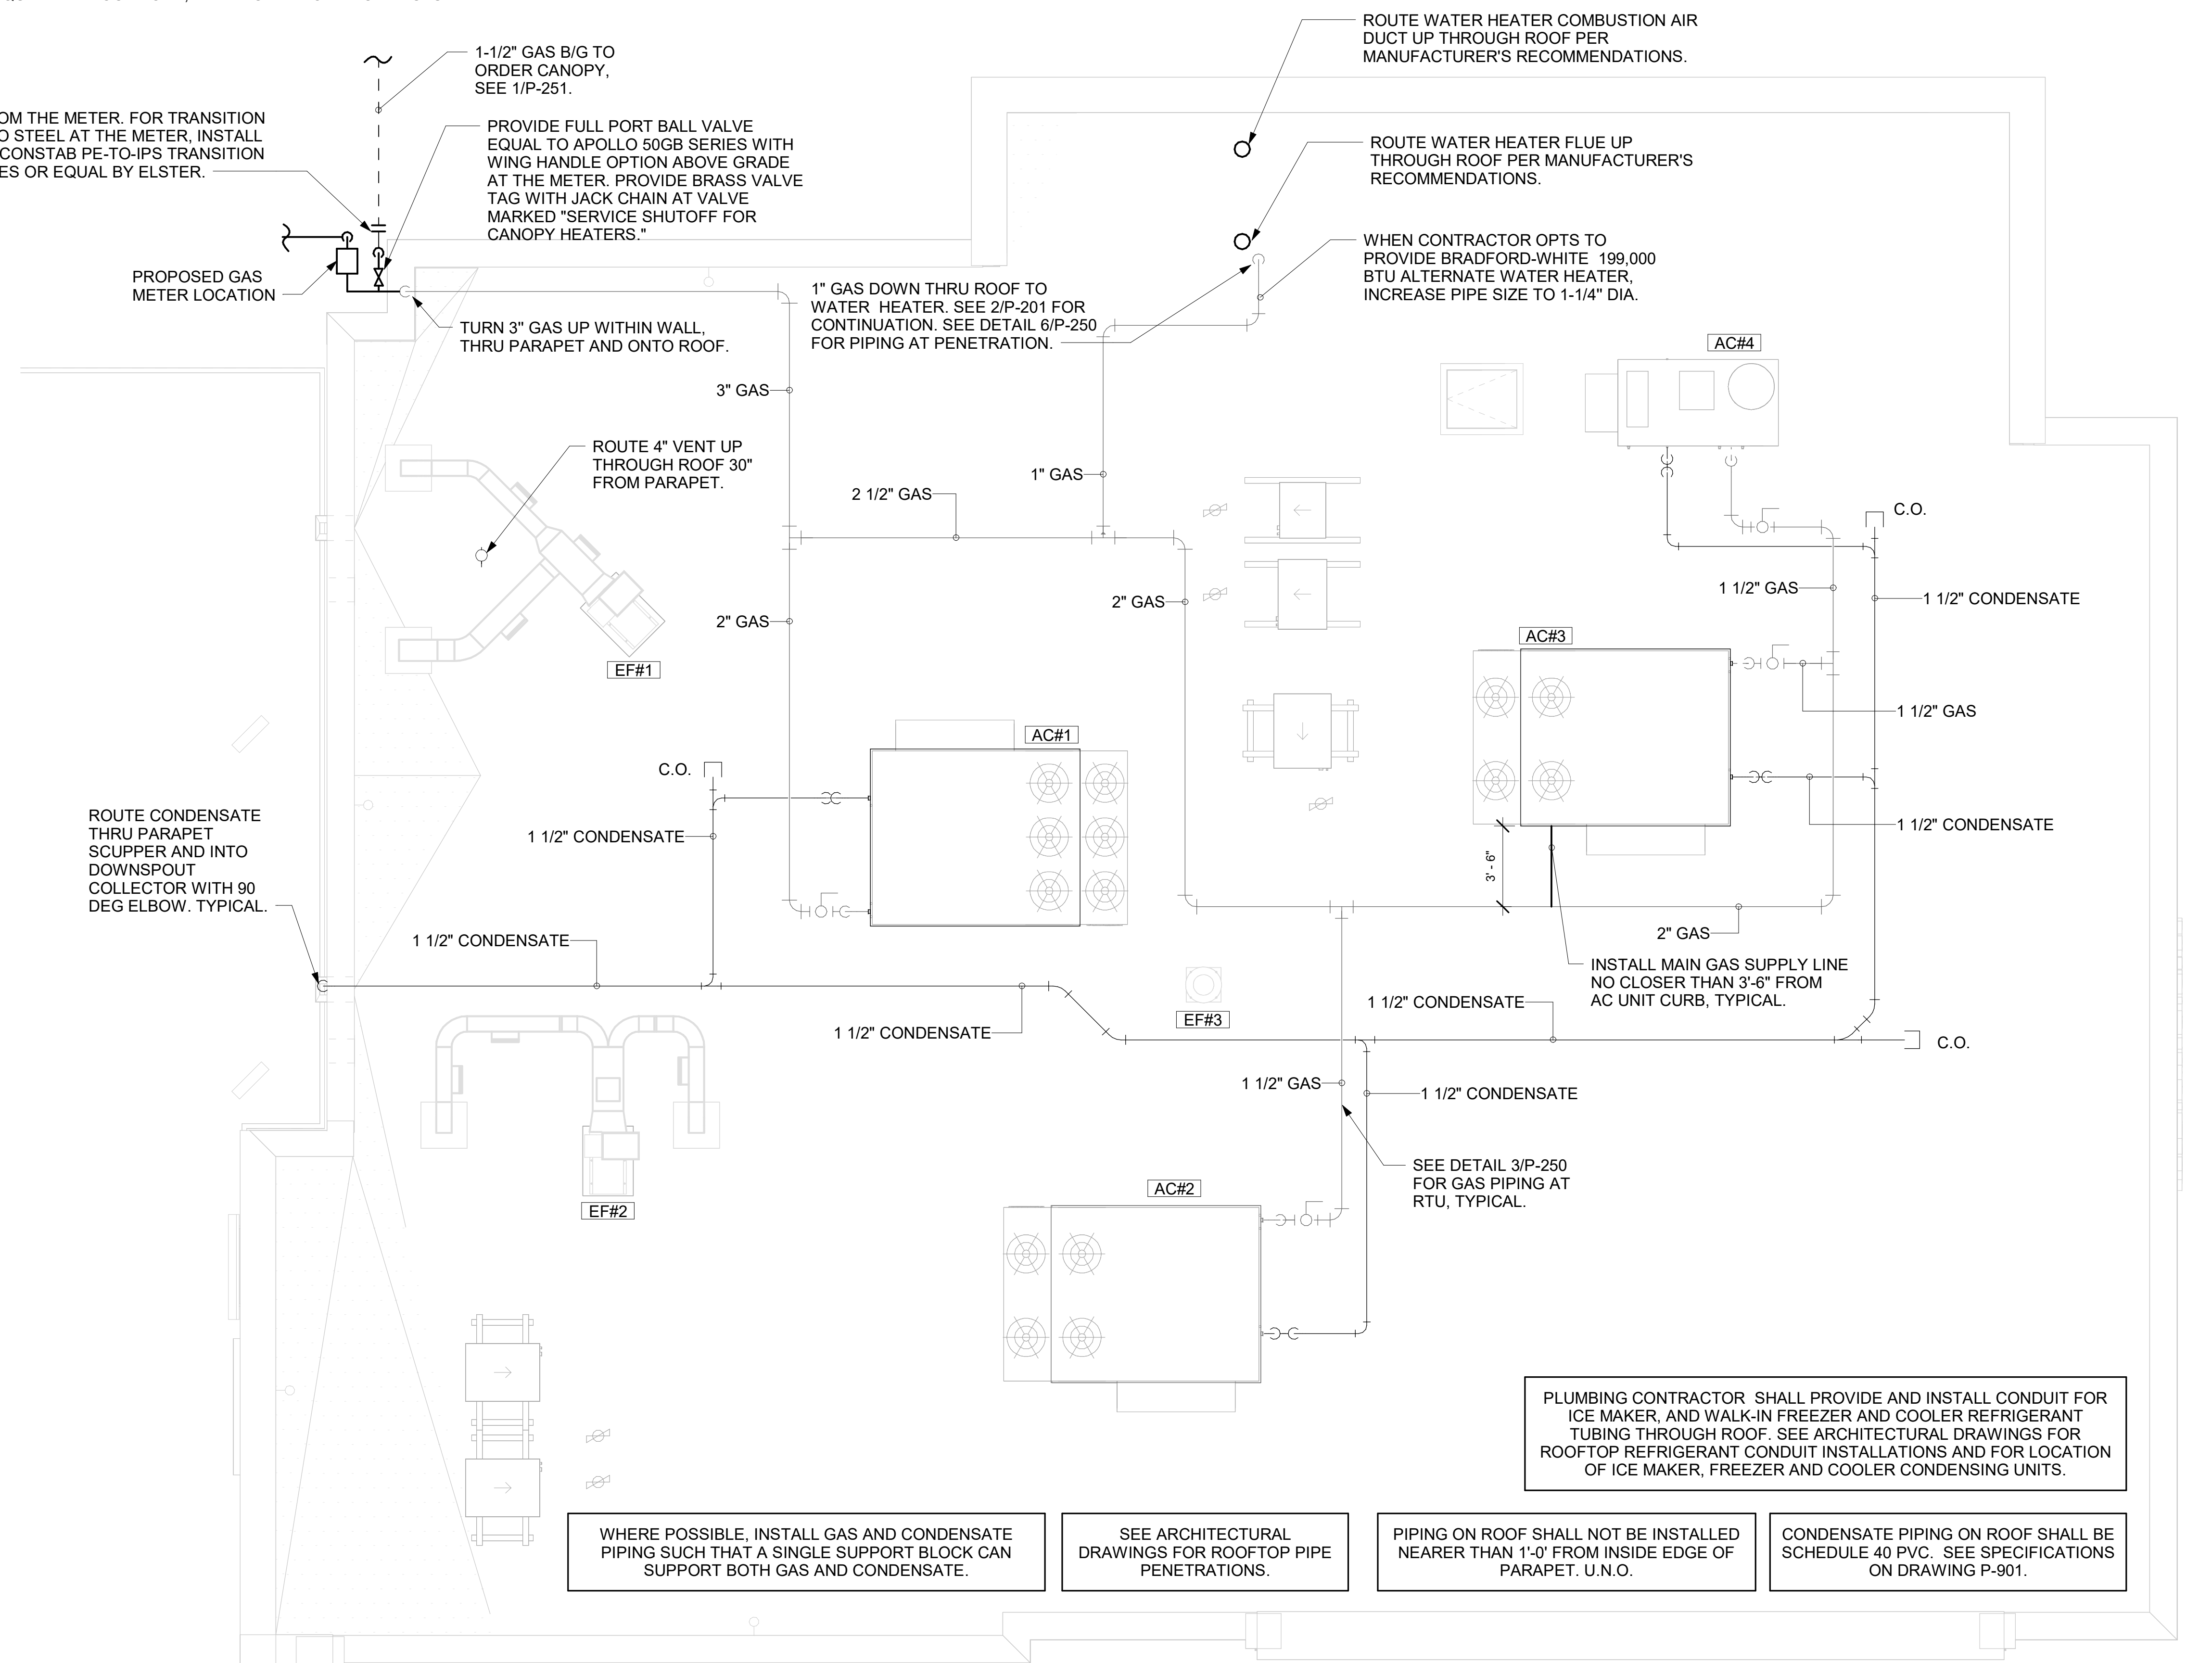 ROUTE WATER HEATER COMBUSTION AIR
DUCT UP THROUGH ROOF PER
MANUFACTURER'S RECOMMENDATIONS.
1-1/2" GAS B/G TO
ORDER CANOPY,
SEE 1/P-251.
OM THE METER. FOR TRANSITION
O STEEL AT THE METER, INSTALL
CONSTAB PE-TO-IPS TRANSITION
ES OR EQUAL BY ELSTER.
PROVIDE FULL PORT BALL VALVE
EQUAL TO APOLLO 50GB SERIES WITH
WING HANDLE OPTION ABOVE GRADE
AT THE METER. PROVIDE BRASS VALVE
TAG WITH JACK CHAIN AT VALVE
MARKED "SERVICE SHUTOFF FOR
CANOPY HEATERS."
ROUTE WATER HEATER FLUE UP
THROUGH ROOF PER MANUFACTURER'S
RECOMMENDATIONS.
WHEN CONTRACTOR OPTS TO
PROVIDE BRADFORD-WHITE 199,000
BTU ALTERNATE WATER HEATER,
INCREASE PIPE SIZE TO 1-1/4" DIA.
PROPOSED GAS
METER LOCATION
1" GAS DOWN THRU ROOF TO
WATER HEATER. SEE 2/P-201 FOR
CONTINUATION. SEE DETAIL 6/P-250
FOR PIPING AT PENETRATION.
TURN 3" GAS UP WITHIN WALL,
THRU PARAPET AND ONTO ROOF.
AC#4
3" GAS
ROUTE 4" VENT UP
THROUGH ROOF 30"
FROM PARAPET.
1" GAS
2 1/2" GAS
C.O.
1 1/2" GAS
1 1/2" CONDENSATE
2" GAS
2" GAS
AC#3
EF#1
1 1/2" GAS
AC#1
C.O.
ROUTE CONDENSATE
THRU PARAPET
SCUPPER AND INTO
DOWNSPOUT
COLLECTOR WITH 90
DEG ELBOW. TYPICAL.
1 1/2" CONDENSATE
1 1/2" CONDENSATE
3' - 6"
1 1/2" CONDENSATE
2" GAS
INSTALL MAIN GAS SUPPLY LINE
NO CLOSER THAN 3'-6" FROM
AC UNIT CURB, TYPICAL.
1 1/2" CONDENSATE
EF#3
1 1/2" CONDENSATE
C.O.
1 1/2" GAS
1 1/2" CONDENSATE
SEE DETAIL 3/P-250
FOR GAS PIPING AT
RTU, TYPICAL.
AC#2
EF#2
PLUMBING CONTRACTOR SHALL PROVIDE AND INSTALL CONDUIT FOR
ICE MAKER, AND WALK-IN FREEZER AND COOLER REFRIGERANT
TUBING THROUGH ROOF. SEE ARCHITECTURAL DRAWINGS FOR
ROOFTOP REFRIGERANT CONDUIT INSTALLATIONS AND FOR LOCATION
OF ICE MAKER, FREEZER AND COOLER CONDENSING UNITS.
WHERE POSSIBLE, INSTALL GAS AND CONDENSATE
PIPING SUCH THAT A SINGLE SUPPORT BLOCK CAN
SUPPORT BOTH GAS AND CONDENSATE.
SEE ARCHITECTURAL
DRAWINGS FOR ROOFTOP PIPE
PENETRATIONS.
PIPING ON ROOF SHALL NOT BE INSTALLED
NEARER THAN 1'-0' FROM INSIDE EDGE OF
PARAPET. U.N.O.
CONDENSATE PIPING ON ROOF SHALL BE
SCHEDULE 40 PVC. SEE SPECIFICATIONS
ON DRAWING P-901.